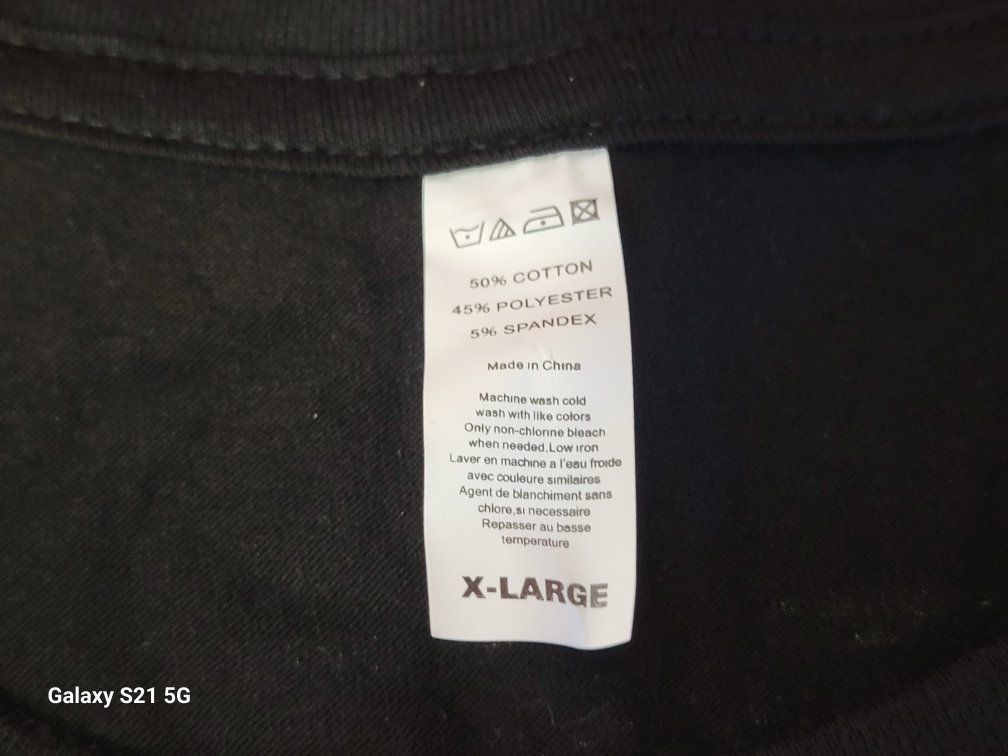 50% COTTON
45% POLYESTER
5% SPANDEX
Made in China
Machine wash cold
wash with like colors
Only non-chlorine bleach
when needed.Low iron
Laver en machine a l'eau froide
avec couleure similaires
Agent de blanchiment sans
chlore,si necessaire
Repasser au basse
temperature
X-LARGE
Galaxy S21 5G